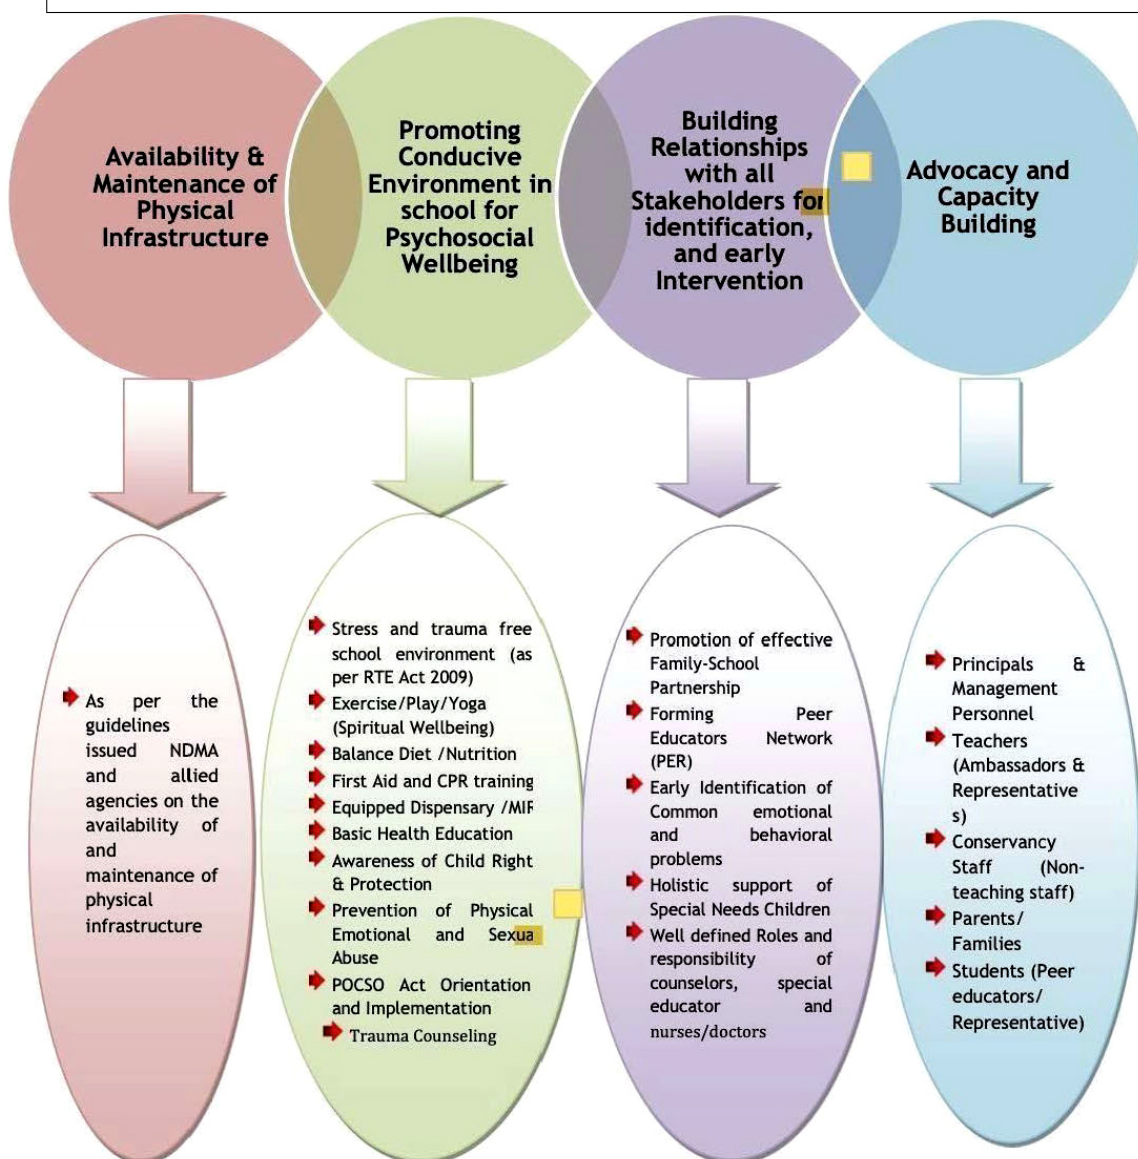 Availability &
Maintenance of
Physical
Infrastructure
Promoting
Conducive
Environment in
school for
Psychosocial
Wellbeing
Building
Relationships
with all
Stakeholders for
identification,
and early
Intervention
Advocacy and
Capacity
Building
As per the
guidelines
issued NDMA
and allied
agencies on the
availability of
and
maintenance of
physical
infrastructure
Stress and trauma free
school environment (as
per RTE Act 2009)
Exercise/Play/Yoga
(Spiritual Wellbeing)
Balance Diet /Nutrition
First Aid and CPR training
Equipped Dispensary /MIR
Basic Health Education
Awareness of Child Right
& Protection
Prevention of Physical
Emotional and Sexua
Abuse
POCSO Act Orientation
and Implementation
Trauma Counseling
Promotion of effective
Family-School
Partnership
Forming Peer
Educators Network
(PER)
Early Identification of
Common emotional
and behavioral
problems
Holistic support of
Special Needs Children
Well defined Roles and
responsibility of
counselors, special
educator and
nurses/doctors
Principals &
Management
Personnel
Teachers
(Ambassadors &
Representative
s)
Conservancy
Staff (Non-
teaching staff)
Parents/
Families
Students (Peer
educators/
Representative)